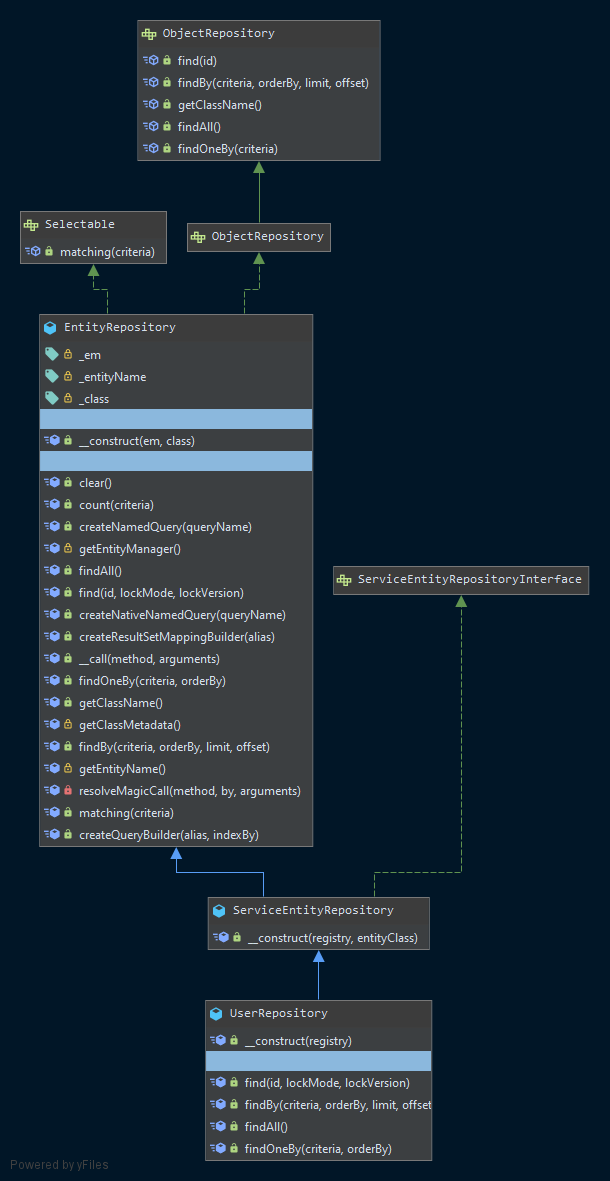 ObjectRepository
find(id)
findBy(criteria, orderBy, limit, offset)
getClassName()
findAll()
findOneBy(criteria)
Selectable
matching(criteria)
ObjectRepository
EntityRepository
_em
_entityName
_class
__construct(em, class)
clear()
count(criteria)
createNamedQuery(queryName)
getEntityManager()
findAll()
find(id, lockMode, lockVersion)
createNativeNamedQuery(queryName)
createResultSetMappingBuilder(alias)
__call(method, arguments)
findOneBy(criteria, orderBy)
getClassName()
getClassMetadata()
findBy(criteria, orderBy, limit, offset)
getEntityName()
resolveMagicCall(method, by, arguments)
matching(criteria)
createQueryBuilder(alias, indexBy)
ServiceEntityRepositoryInterface
ServiceEntityRepository
__construct(registry, entityClass)
UserRepository
__construct(registry)
find(id, lockMode, lockVersion)
findBy(criteria, orderBy, limit, offset
findAll()
findOneBy(criteria, orderBy)
Powered by yFiles